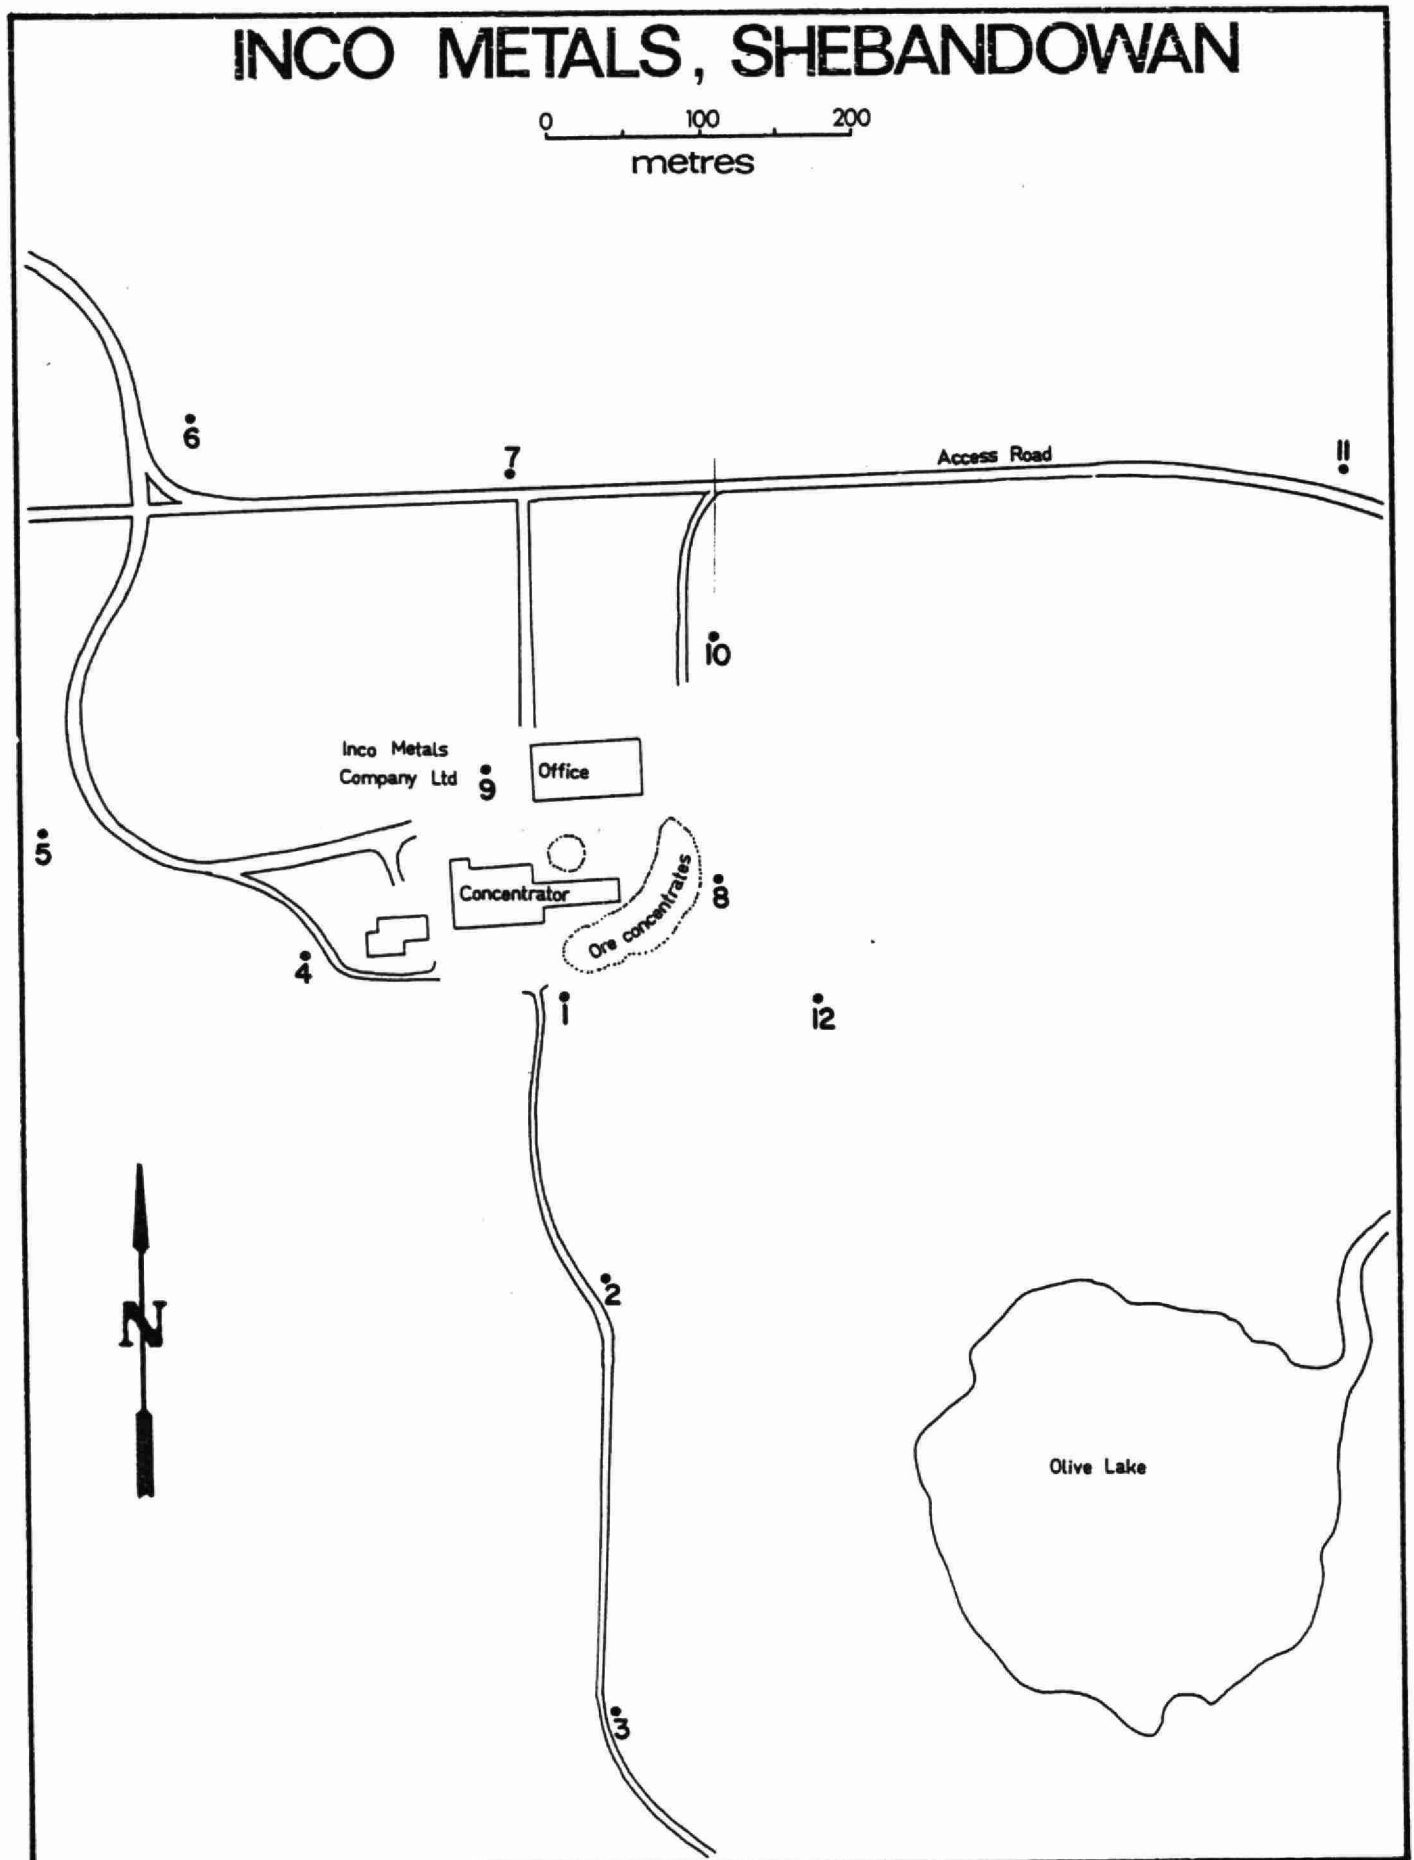 INCO METALS, SHEBANDOWAN
0 100 200
metres
6
7
Access Road
11
10
Inco Metals
Company Ltd
9
Office
5
Concentrator
Ore concentrates
8
4
1
12
2
N
Olive Lake
3